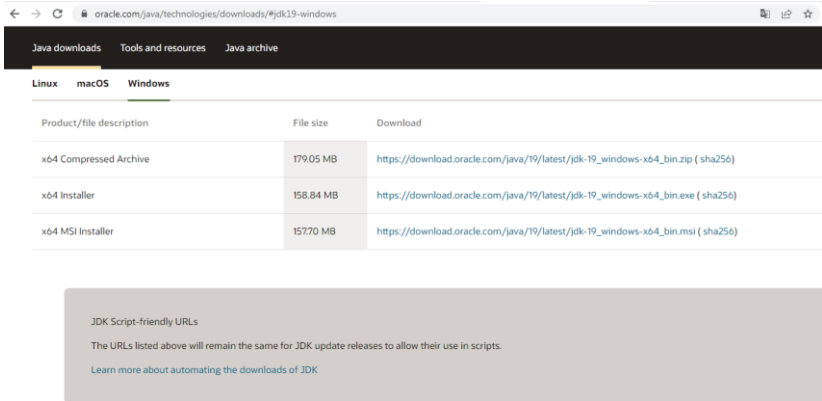 oracle.com/java/technologies/downloads/#jdk19-windows
Java downloads Tools and resources Java archive
Linux macOS Windows
Product/file description File size Download
x64 Compressed Archive 179.05 MB https://download.oracle.com/java/19/latest/jdk-19_windows-x64_bin.zip ( sha256)
x64 Installer 158.84 MB https://download.oracle.com/java/19/latest/jdk-19_windows-x64_bin.exe ( sha256)
x64 MSI Installer 157.70 MB https://download.oracle.com/java/19/latest/jdk-19_windows-x64_bin.msi ( sha256)
JDK Script-friendly URLs
The URLs listed above will remain the same for JDK update releases to allow their use in scripts.
Learn more about automating the downloads of JDK